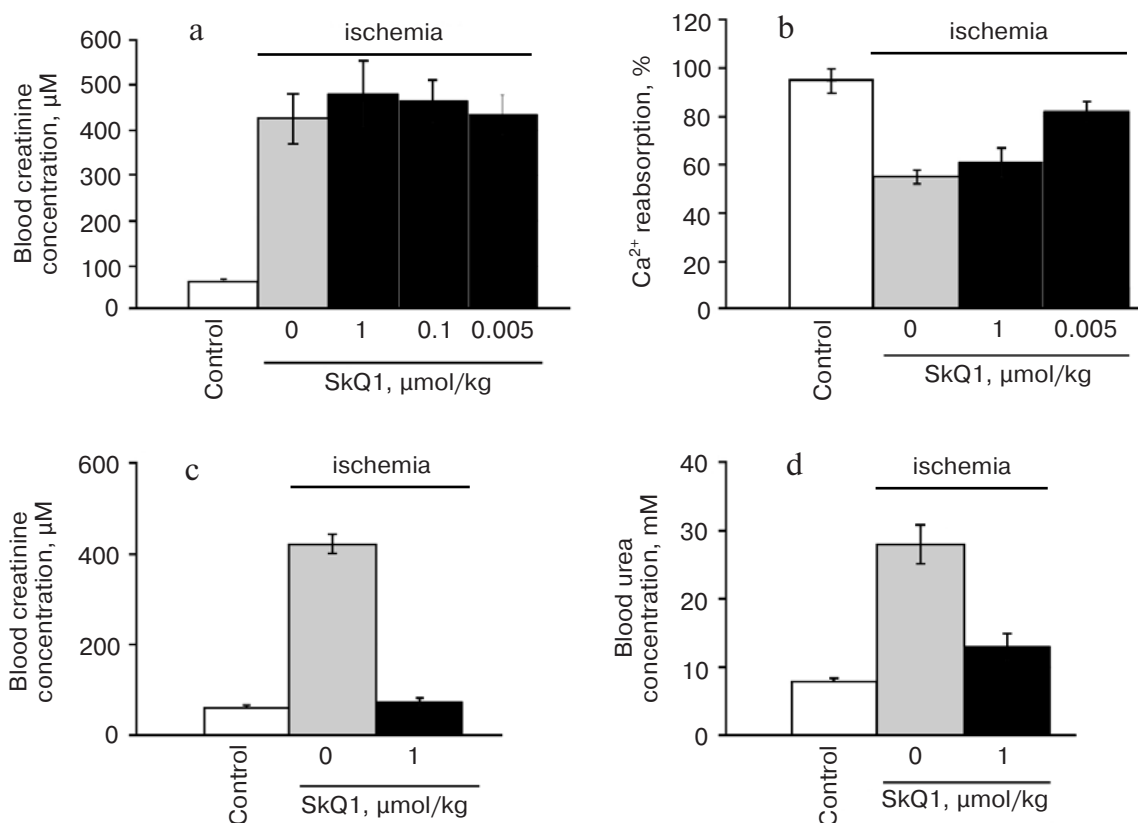 a
ischemia
Blood creatinine
concentration, µM
600
500
400
300
200
100
0
Control
0 1 0.1 0.005
SkQ1, µmol/kg
b
ischemia
Ca²⁺ reabsorption, %
120
100
80
60
40
20
0
Control
0 1 0.005
SkQ1, µmol/kg
c
ischemia
Blood creatinine
concentration, µM
600
400
200
0
Control
0 1
SkQ1, µmol/kg
d
ischemia
Blood urea
concentration, mM
40
30
20
10
0
Control
0 1
SkQ1, µmol/kg